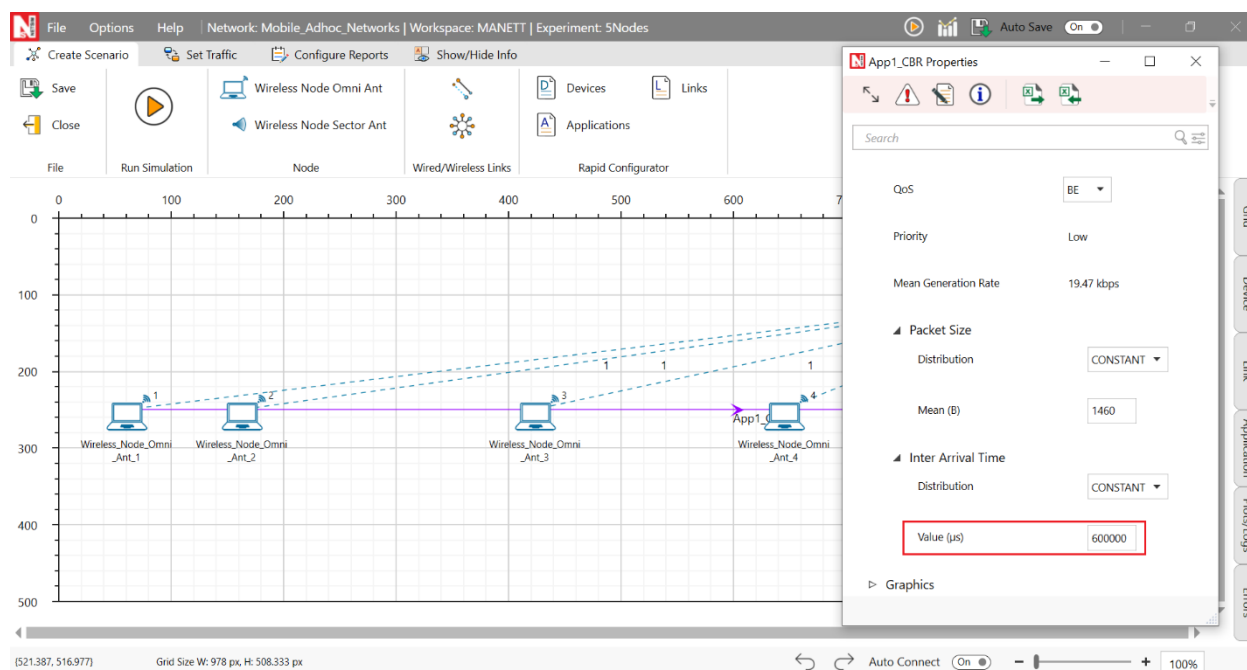 N File Options Help Network: Mobile_Adhoc_Networks | Workspace: MANETT | Experiment: 5Nodes Auto Save On
Create Scenario Set Traffic Configure Reports Show/Hide Info
Save Wireless Node Omni Ant D Devices L Links
Close Wireless Node Sector Ant A Applications
File Run Simulation Node Wired/Wireless Links Rapid Configurator
0 100 200 300 400 500 600
0
100
200
300
400
500
1 1 1
1 2 3 4
App1_C
Wireless_Node_Omni
_Ant_1
Wireless_Node_Omni
_Ant_2
Wireless_Node_Omni
_Ant_3
Wireless_Node_Omni
_Ant_4
N App1_CBR Properties
Search
QoS BE
Priority Low
Mean Generation Rate 19.47 kbps
Packet Size
Distribution CONSTANT
Mean (B) 1460
Inter Arrival Time
Distribution CONSTANT
Value (µs) 600000
Graphics
Device
Link
Application
(521.387, 516.977) Grid Size W: 978 px, H: 508.333 px Auto Connect On 100%